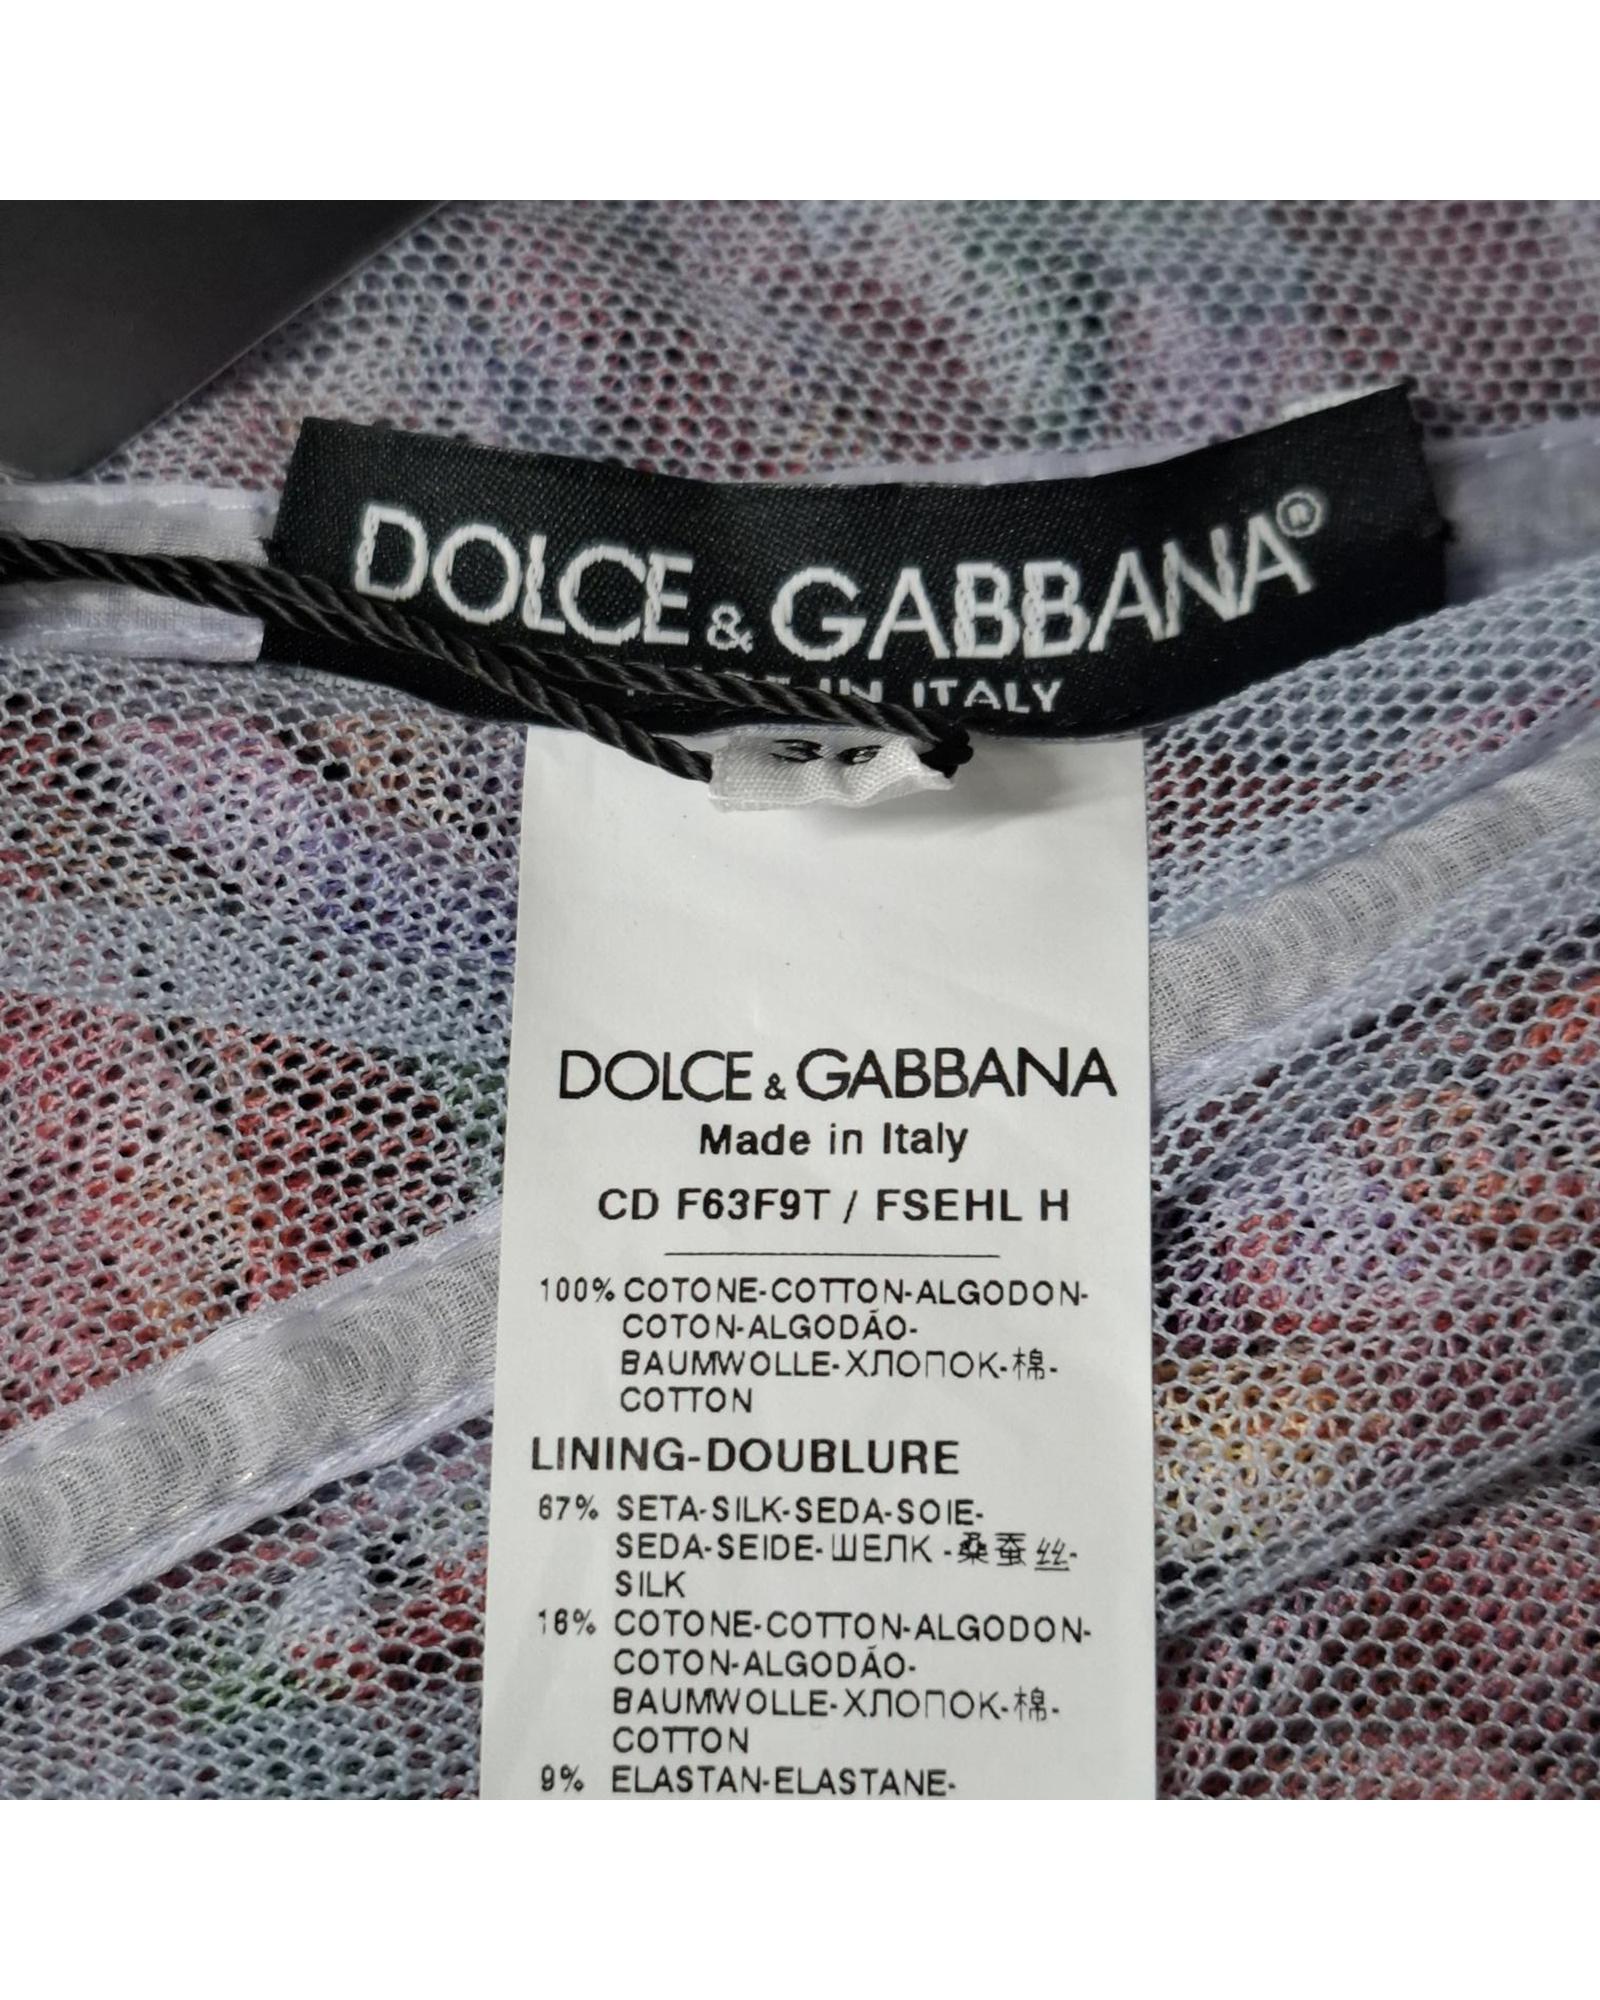 DOLCE & GABBANA®
IN ITALY
DOLCE & GABBANA
Made in Italy
CD F63F9T / FSEHL H
100% COTONE-COTTON-ALGODON-
COTON-ALGODÃO-
BAUMWOLLE-ХЛОПОК-棉-
COTTON
LINING-DOUBLURE
67% SETA-SILK-SEDA-SOIE-
SEDA-SEIDE-ШЕЛК-桑蚕丝-
SILK
16% COTONE-COTTON-ALGODON-
COTON-ALGODÃO-
BAUMWOLLE-ХЛОПОК-棉-
COTTON
9% ELASTAN-ELASTANE-